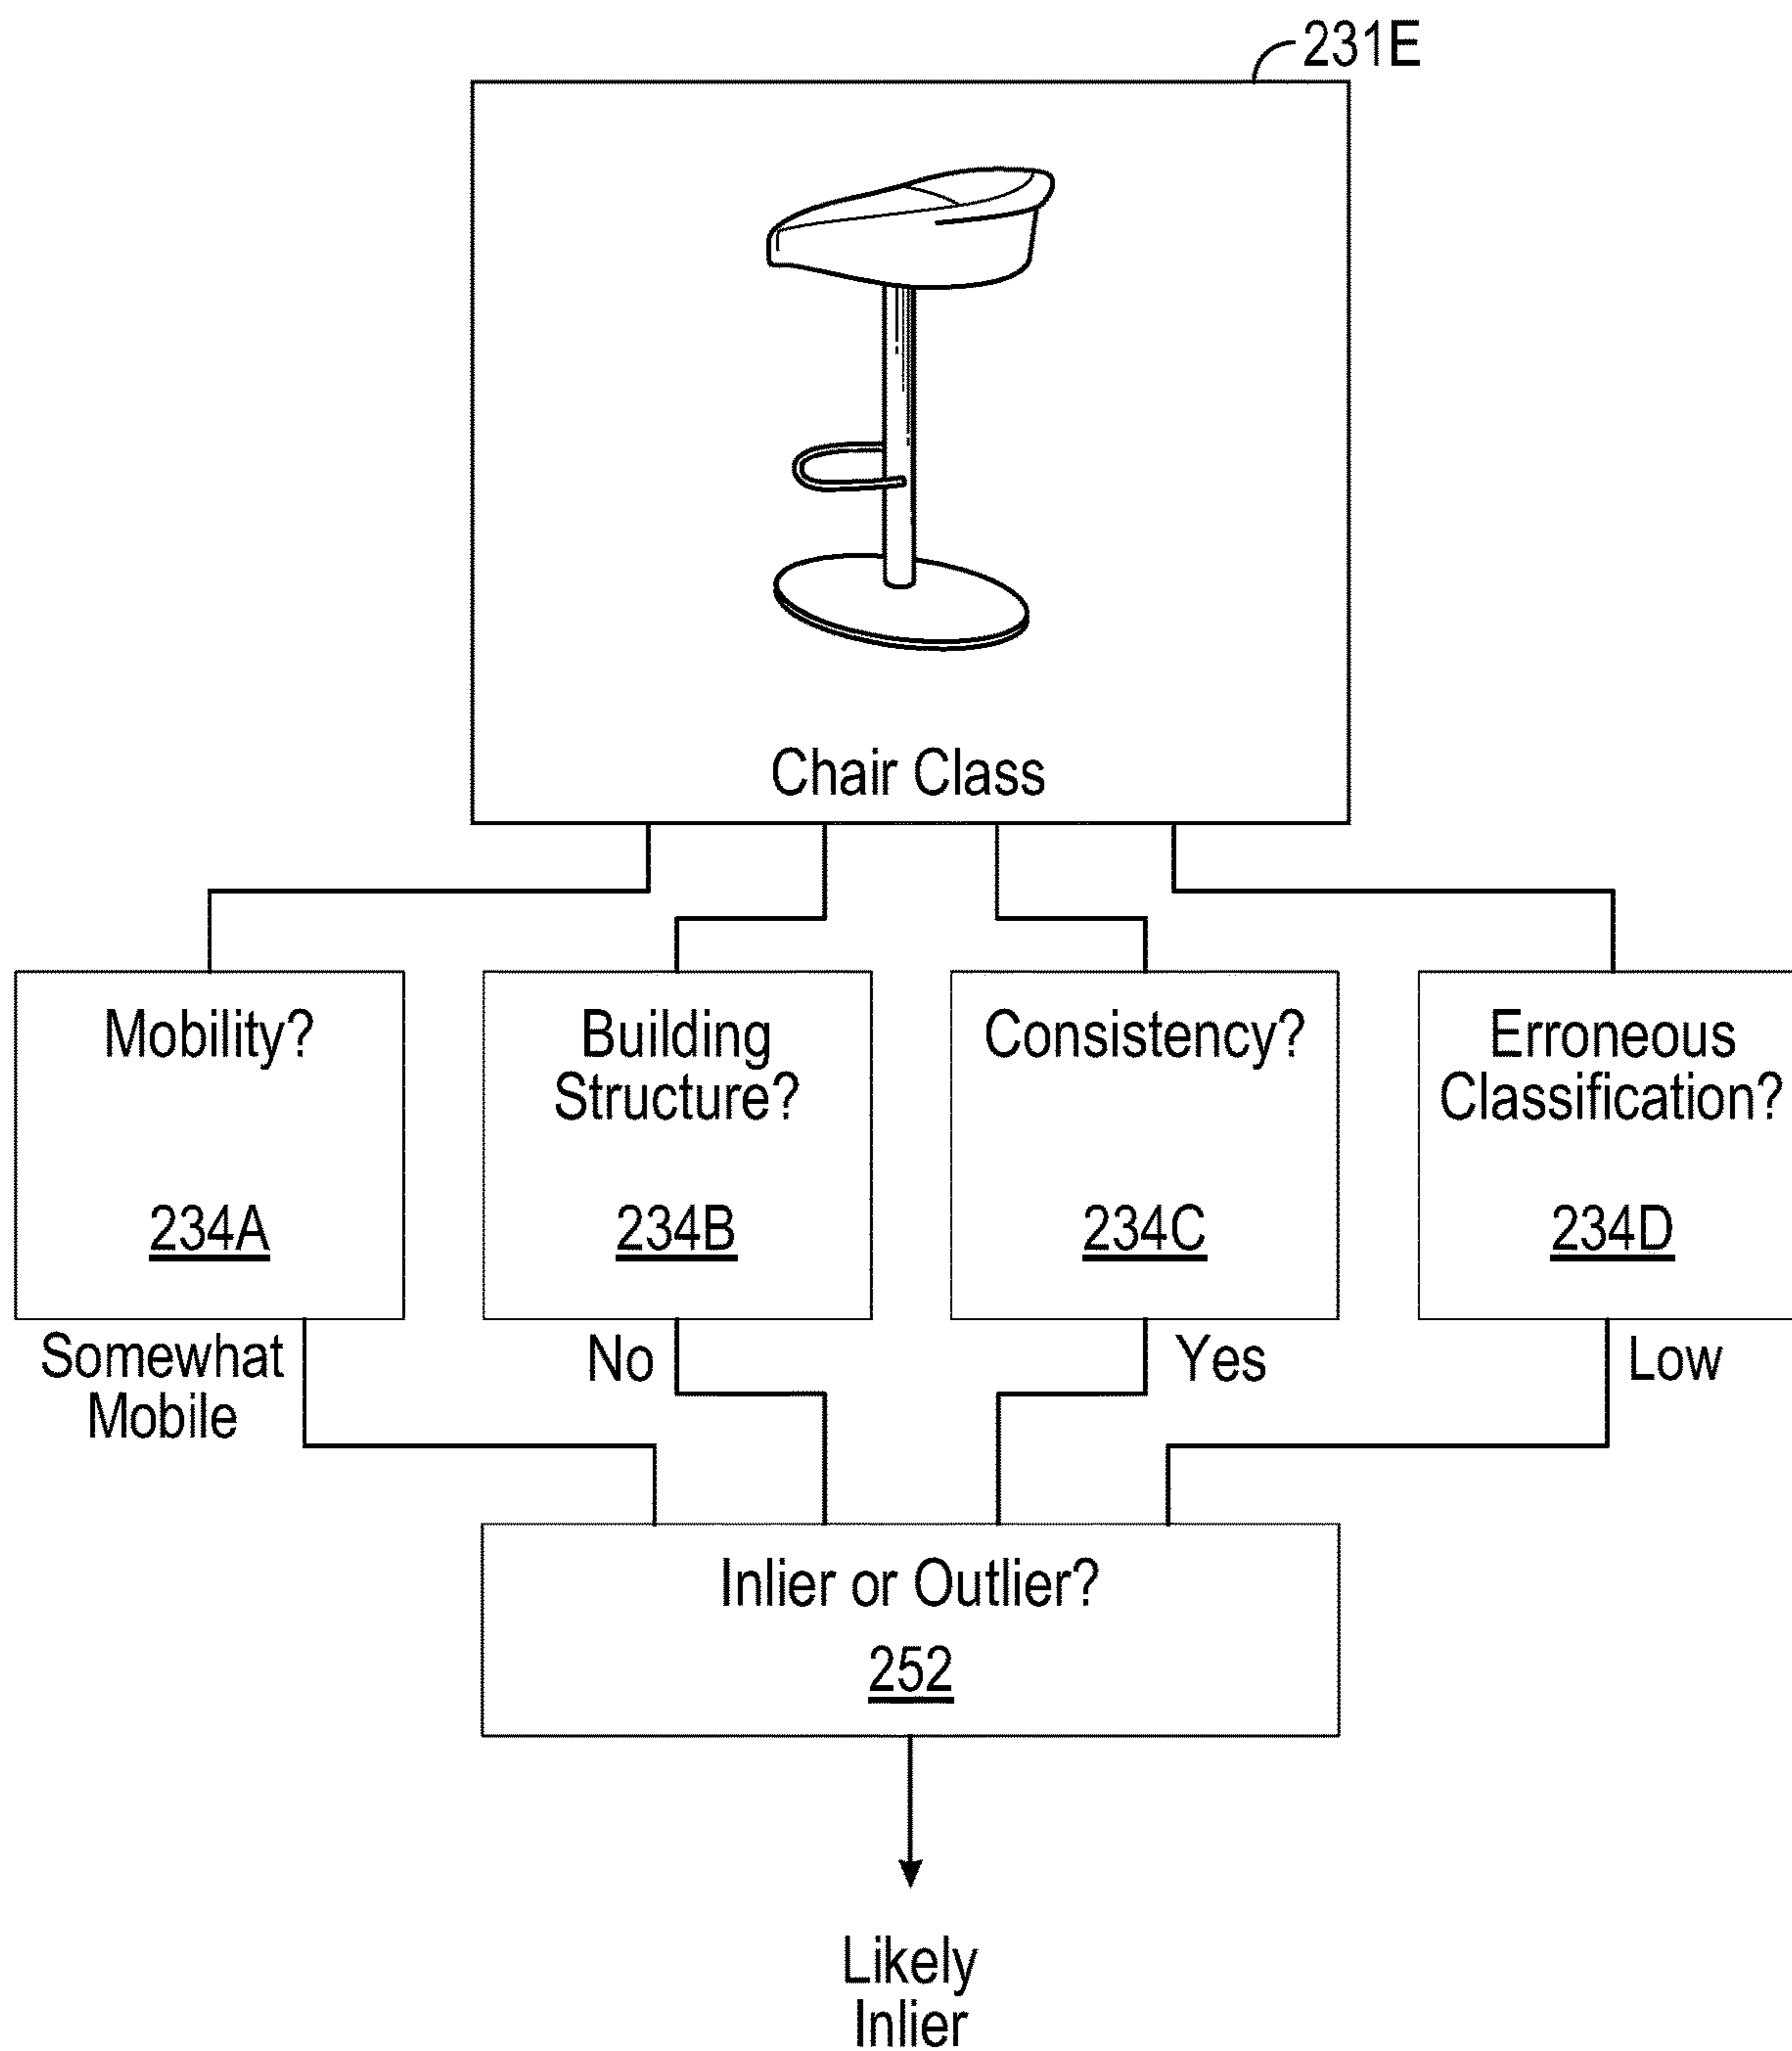 231E
Chair Class
Mobility?
234A
Building
Structure?
234B
Consistency?
234C
Erroneous
Classification?
234D
Somewhat
Mobile
No
Yes
Low
Inlier or Outlier?
252
Likely
Inlier